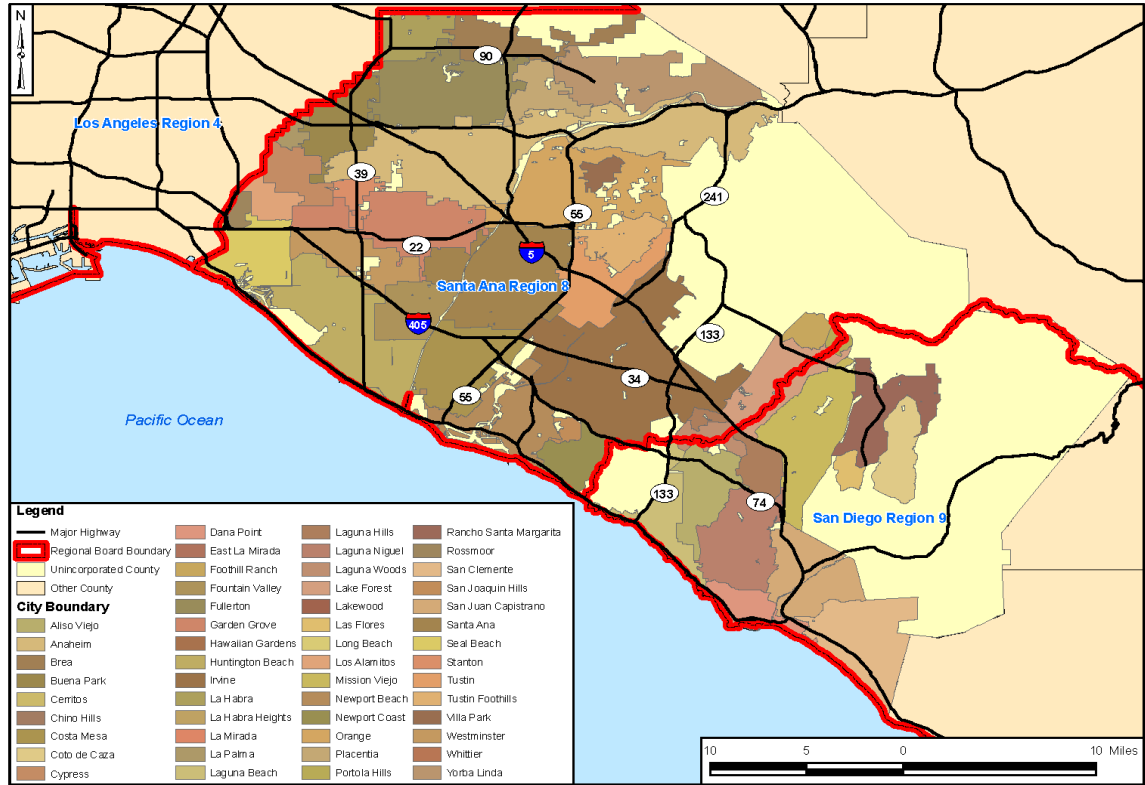 N
90
Los Angeles Region 4
39
241
55
22
5
Santa Ana Region 8
405
133
34
55
Pacific Ocean
133
74
San Diego Region 9
Legend
Major Highway
Regional Board Boundary
Unincorporated County
Other County
City Boundary
Aliso Viejo
Anaheim
Brea
Buena Park
Cerritos
Chino Hills
Costa Mesa
Coto de Caza
Cypress
Dana Point
East La Mirada
Foothill Ranch
Fountain Valley
Fullerton
Garden Grove
Hawaiian Gardens
Huntington Beach
Irvine
La Habra
La Habra Heights
La Mirada
La Palma
Laguna Beach
Laguna Hills
Laguna Niguel
Laguna Woods
Lake Forest
Lakewood
Las Flores
Long Beach
Los Alamitos
Mission Viejo
Newport Beach
Newport Coast
Orange
Placentia
Portola Hills
Rancho Santa Margarita
Rossmoor
San Clemente
San Joaquin Hills
San Juan Capistrano
Santa Ana
Seal Beach
Stanton
Tustin
Tustin Foothills
Villa Park
Westminster
Whittier
Yorba Linda
10 5 0 10 Miles